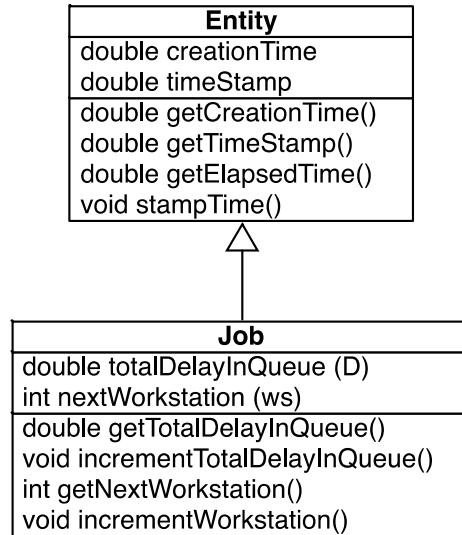 Entity
double creationTime
double timeStamp
double getCreationTime()
double getTimeStamp()
double getElapsedTime()
void stampTime()
Job
double totalDelayInQueue (D)
int nextWorkstation (ws)
double getTotalDelayInQueue()
void incrementTotalDelayInQueue()
int getNextWorkstation()
void incrementWorkstation()